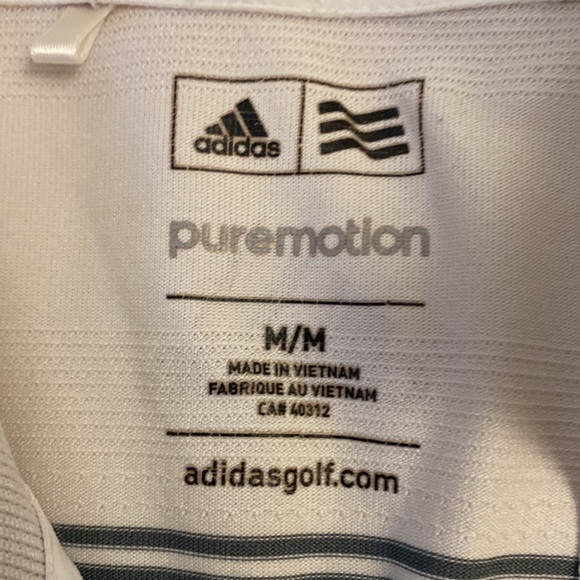 adidas
puremotion
M/M
MADE IN VIETNAM
FABRIQUE AU VIETNAM
CA# 40312
adidasgolf.com